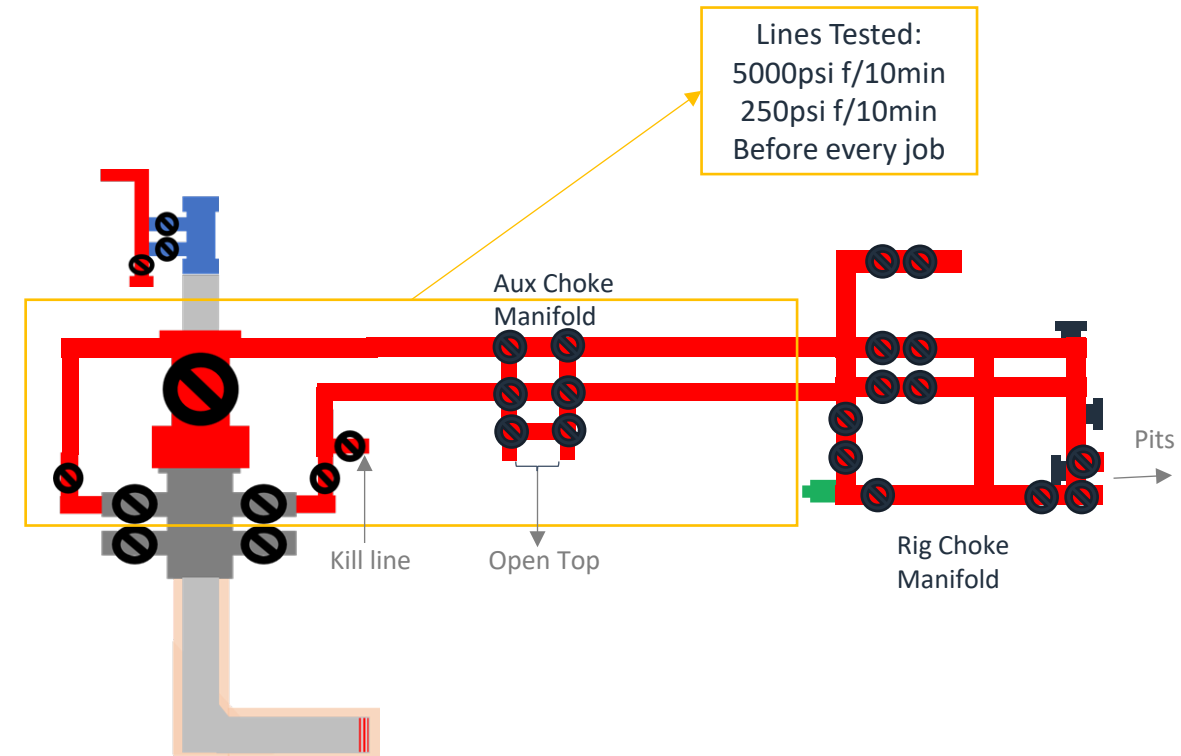 Lines Tested:
5000psi f/10min
250psi f/10min
Before every job
Aux Choke
Manifold
Pits
Kill line
Open Top
Rig Choke
Manifold